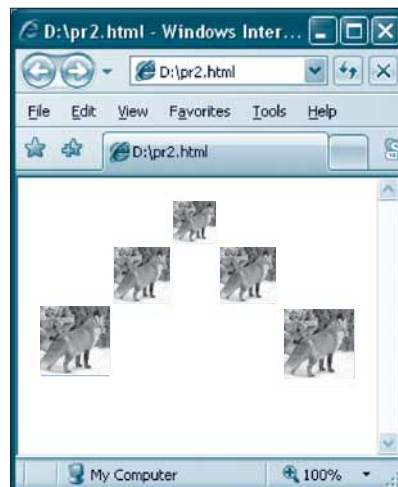 D:\pr2.html - Windows Inter...
D:\pr2.html
File Edit View Favorites Tools Help
D:\pr2.html
My Computer 100%